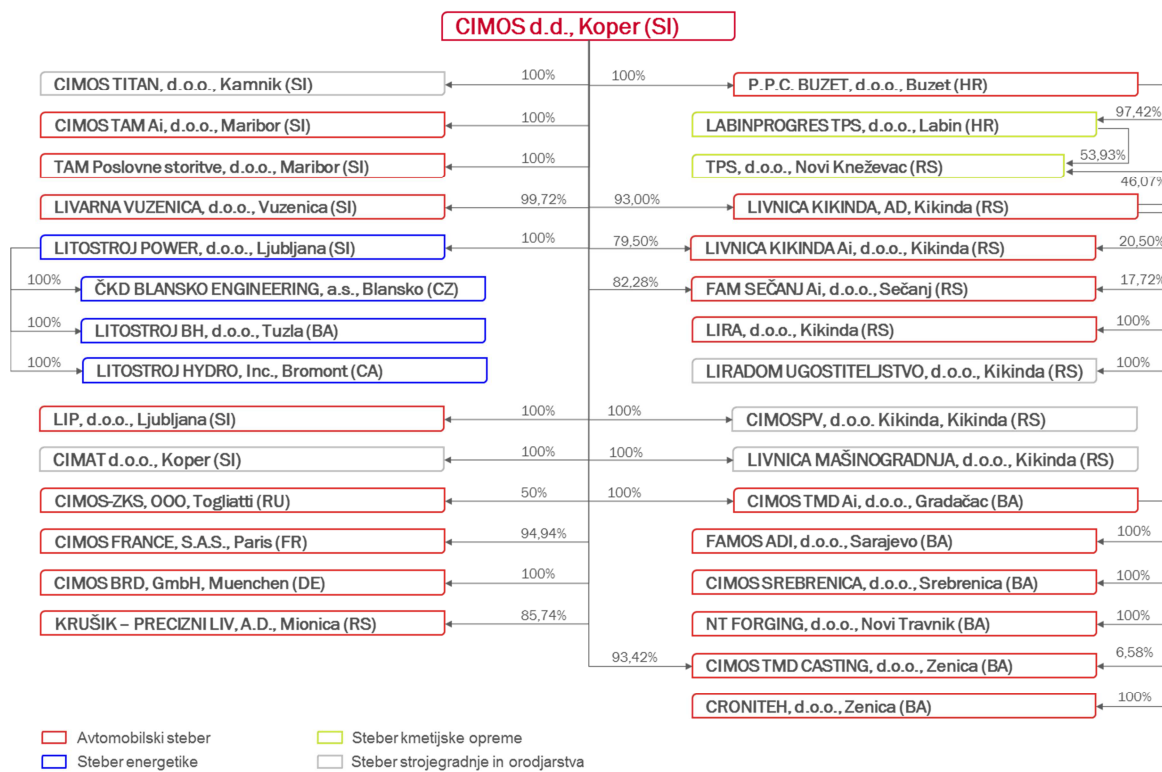 CIMOS d.d., Koper (SI)
CIMOS TITAN, d.o.o., Kamnik (SI)
100%
100%
P.P.C. BUZET, d.o.o., Buzet (HR)
CIMOS TAM Ai, d.o.o., Maribor (SI)
100%
LABINPROGRES TPS, d.o.o., Labin (HR)
97,42%
TAM Poslovne storitve, d.o.o., Maribor (SI)
100%
TPS, d.o.o., Novi Kneževac (RS)
53,93%
46,07%
LIVARNA VUZENICA, d.o.o., Vuzenica (SI)
99,72%
93,00%
LIVNICA KIKINDA, AD, Kikinda (RS)
LITOSTROJ POWER, d.o.o., Ljubljana (SI)
100%
79,50%
LIVNICA KIKINDA Ai, d.o.o., Kikinda (RS)
20,50%
100%
ČKD BLANSKO ENGINEERING, a.s., Blansko (CZ)
82,28%
FAM SEČANJ Ai, d.o.o., Sečanj (RS)
17,72%
100%
LITOSTROJ BH, d.o.o., Tuzla (BA)
LIRA, d.o.o., Kikinda (RS)
100%
100%
LITOSTROJ HYDRO, Inc., Bromont (CA)
LIRADOM UGOSTITELJSTVO, d.o.o., Kikinda (RS)
100%
LIP, d.o.o., Ljubljana (SI)
100%
100%
CIMOSPV, d.o.o. Kikinda, Kikinda (RS)
CIMAT d.o.o., Koper (SI)
100%
100%
LIVNICA MAŠINOGRADNJA, d.o.o., Kikinda (RS)
CIMOS-ZKS, OOO, Togliatti (RU)
50%
100%
CIMOS TMD Ai, d.o.o., Gradačac (BA)
CIMOS FRANCE, S.A.S., Paris (FR)
94,94%
FAMOS ADI, d.o.o., Sarajevo (BA)
100%
CIMOS BRD, GmbH, Muenchen (DE)
100%
CIMOS SREBRENICA, d.o.o., Srebrenica (BA)
100%
KRUŠIK – PRECIZNI LIV, A.D., Mionica (RS)
85,74%
NT FORGING, d.o.o., Novi Travnik (BA)
100%
93,42%
CIMOS TMD CASTING, d.o.o., Zenica (BA)
6,58%
CRONITEH, d.o.o., Zenica (BA)
100%
Avtomobilski steber
Steber kmetijske opreme
Steber energetike
Steber strojegradnje in orodjarstva